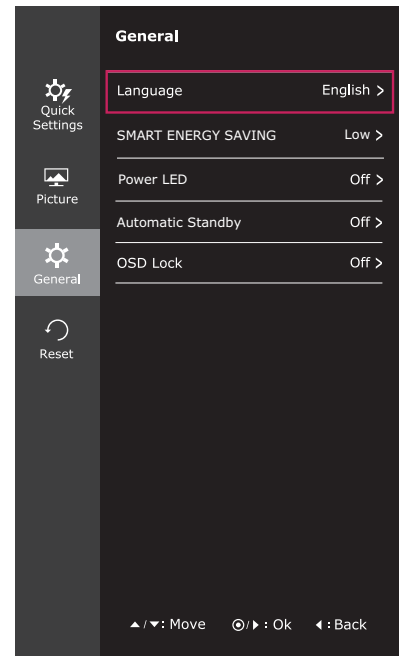 General
Quick
Settings
Picture
General
Reset
Language English >
SMART ENERGY SAVING Low >
Power LED Off >
Automatic Standby Off >
OSD Lock Off >
▲/▼: Move ◉/▶ : Ok ◀ : Back